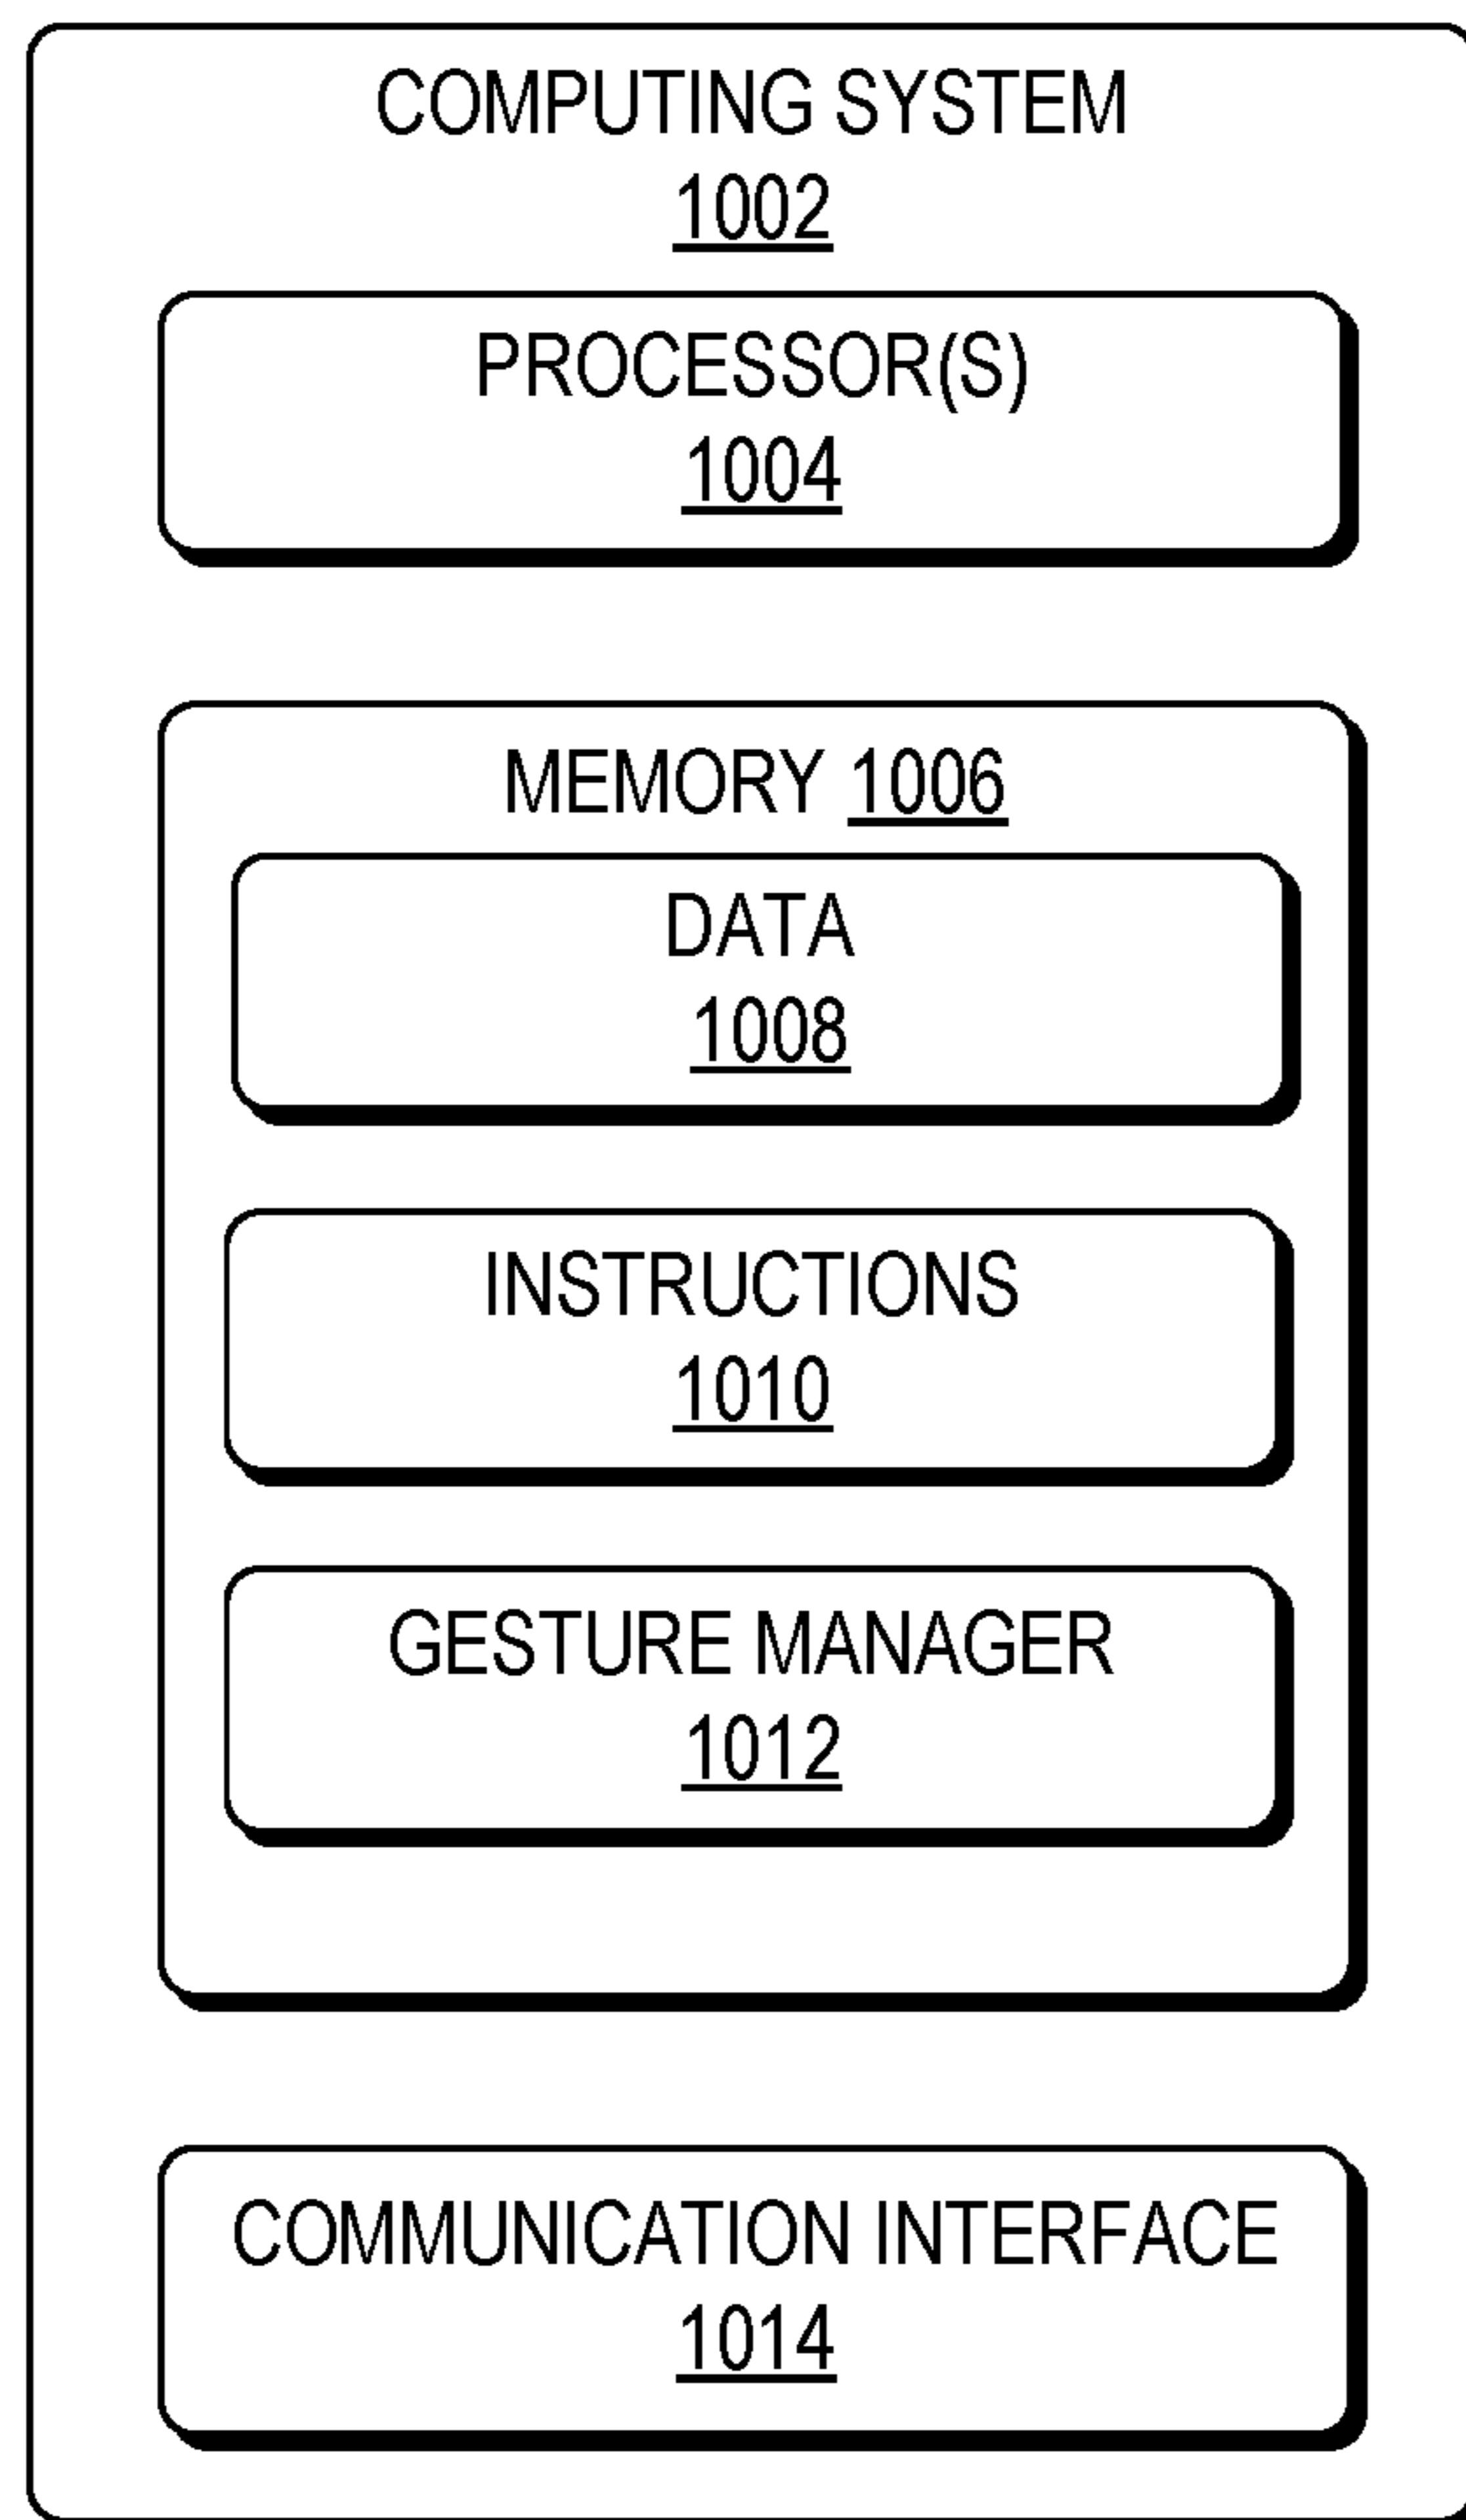 COMPUTING SYSTEM
1002
PROCESSOR(S)
1004
MEMORY 1006
DATA
1008
INSTRUCTIONS
1010
GESTURE MANAGER
1012
COMMUNICATION INTERFACE
1014